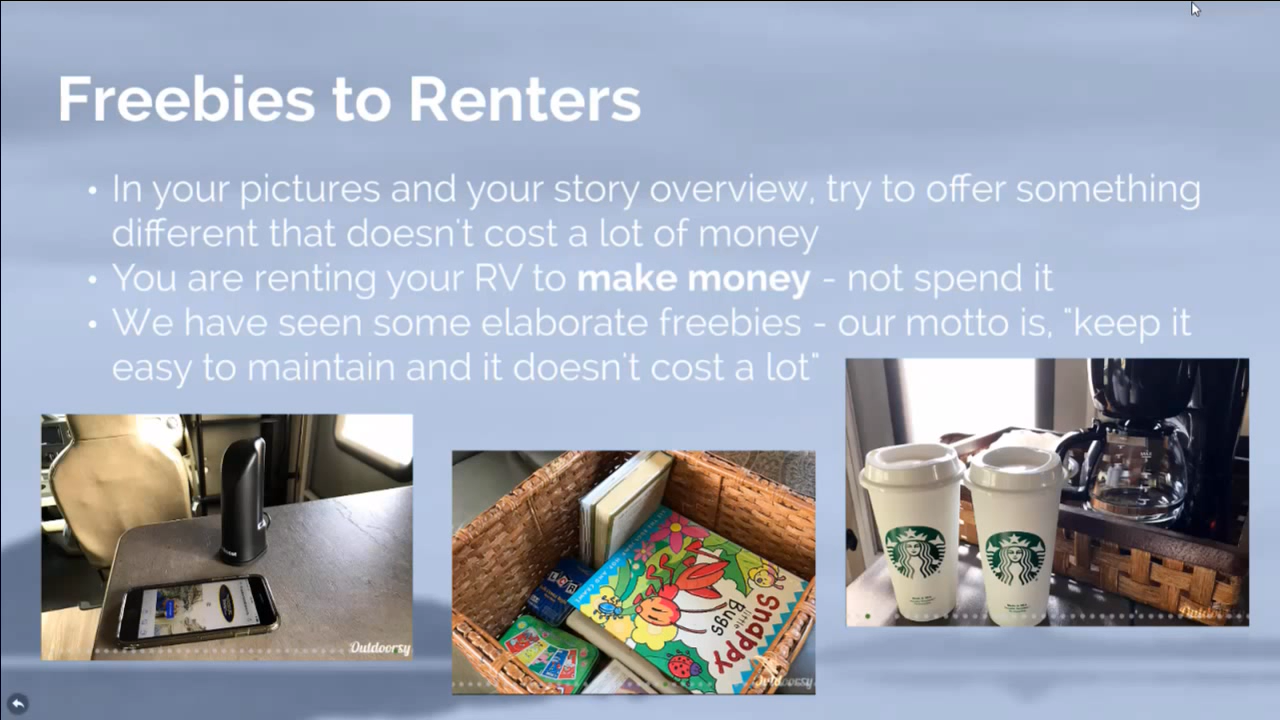 Freebies to Renters
• In your pictures and your story overview, try to offer something
different that doesn't cost a lot of money
• You are renting your RV to make money - not spend it
• We have seen some elaborate freebies - our motto is, "keep it
easy to maintain and it doesn't cost a lot"
Outdoorsy
Snappy
Little
Bugs
Outdoorsy